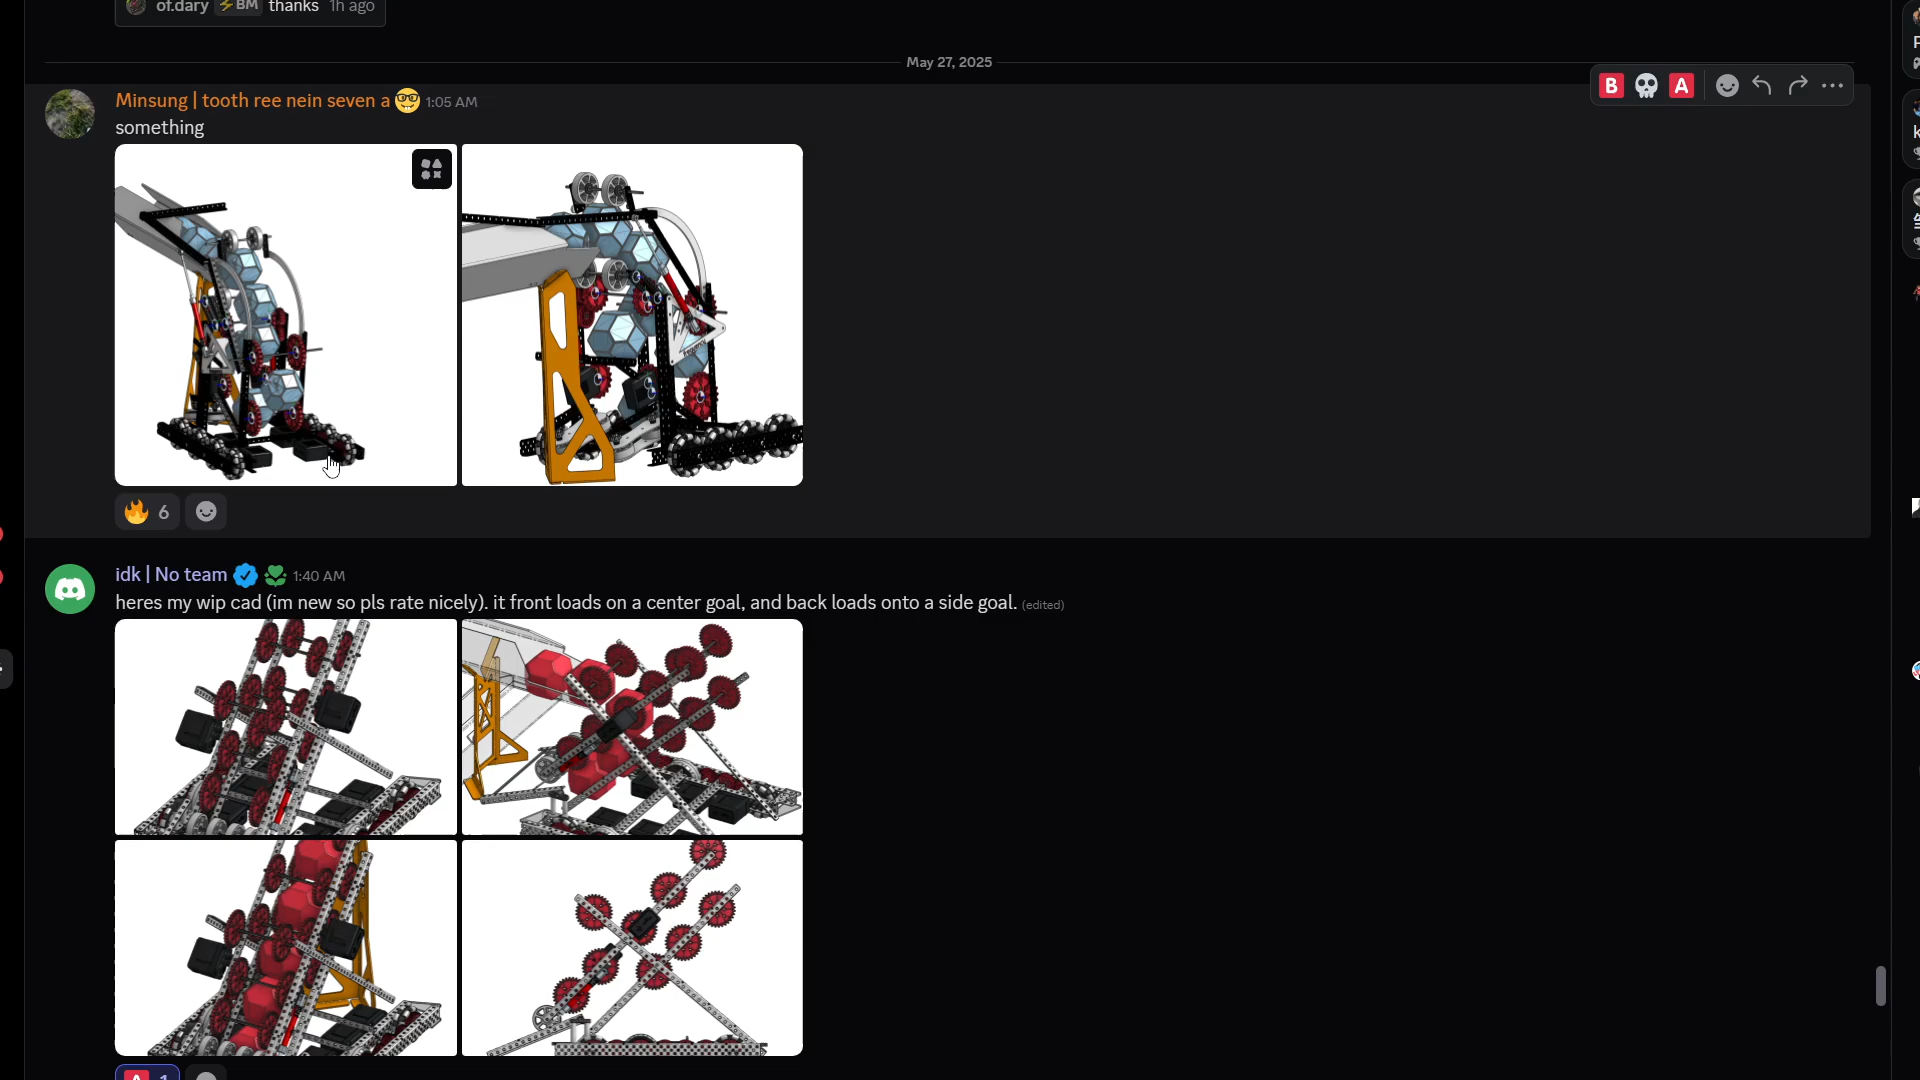 of.dary ⚡BM thanks 1h ago
May 27, 2025
Minsung | tooth ree nein seven a 🤓 1:05 AM
B 💀 A
something
🔥 6
idk | No team 1:40 AM
heres my wip cad (im new so pls rate nicely). it front loads on a center goal, and back loads onto a side goal. (edited)
A 1